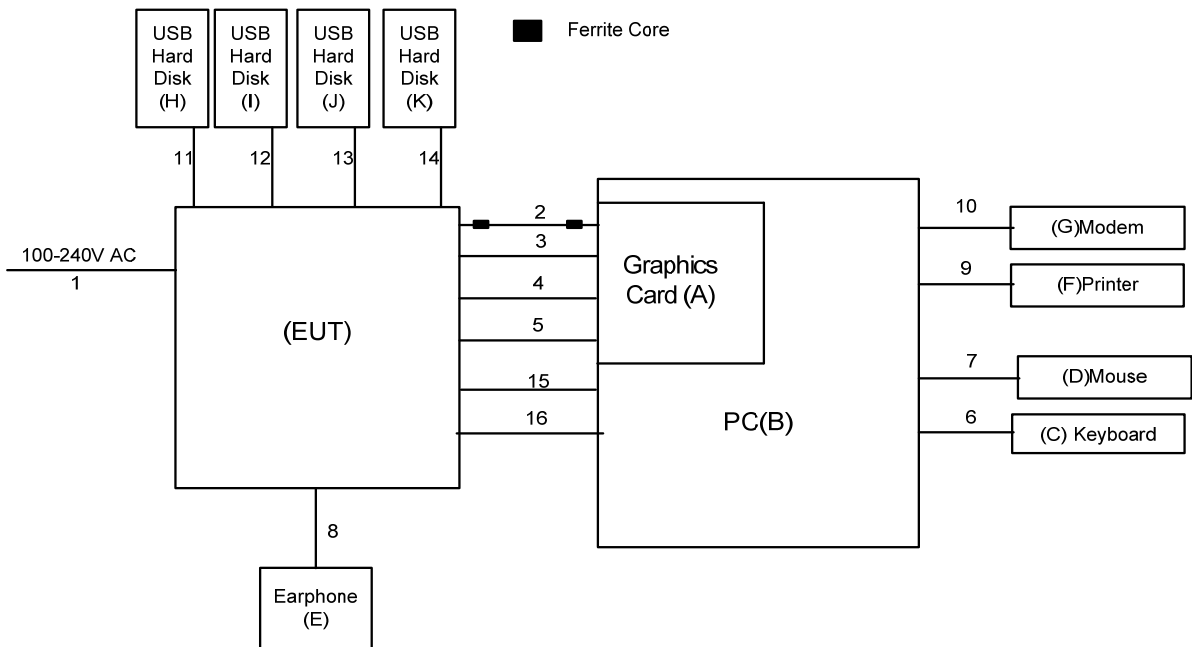 USB
Hard
Disk
(H)
USB
Hard
Disk
(I)
USB
Hard
Disk
(J)
USB
Hard
Disk
(K)
Ferrite Core
11
12
13
14
100-240V AC
1
(EUT)
2
3
4
5
15
16
Graphics
Card (A)
PC(B)
10
(G)Modem
9
(F)Printer
7
(D)Mouse
6
(C) Keyboard
8
Earphone
(E)